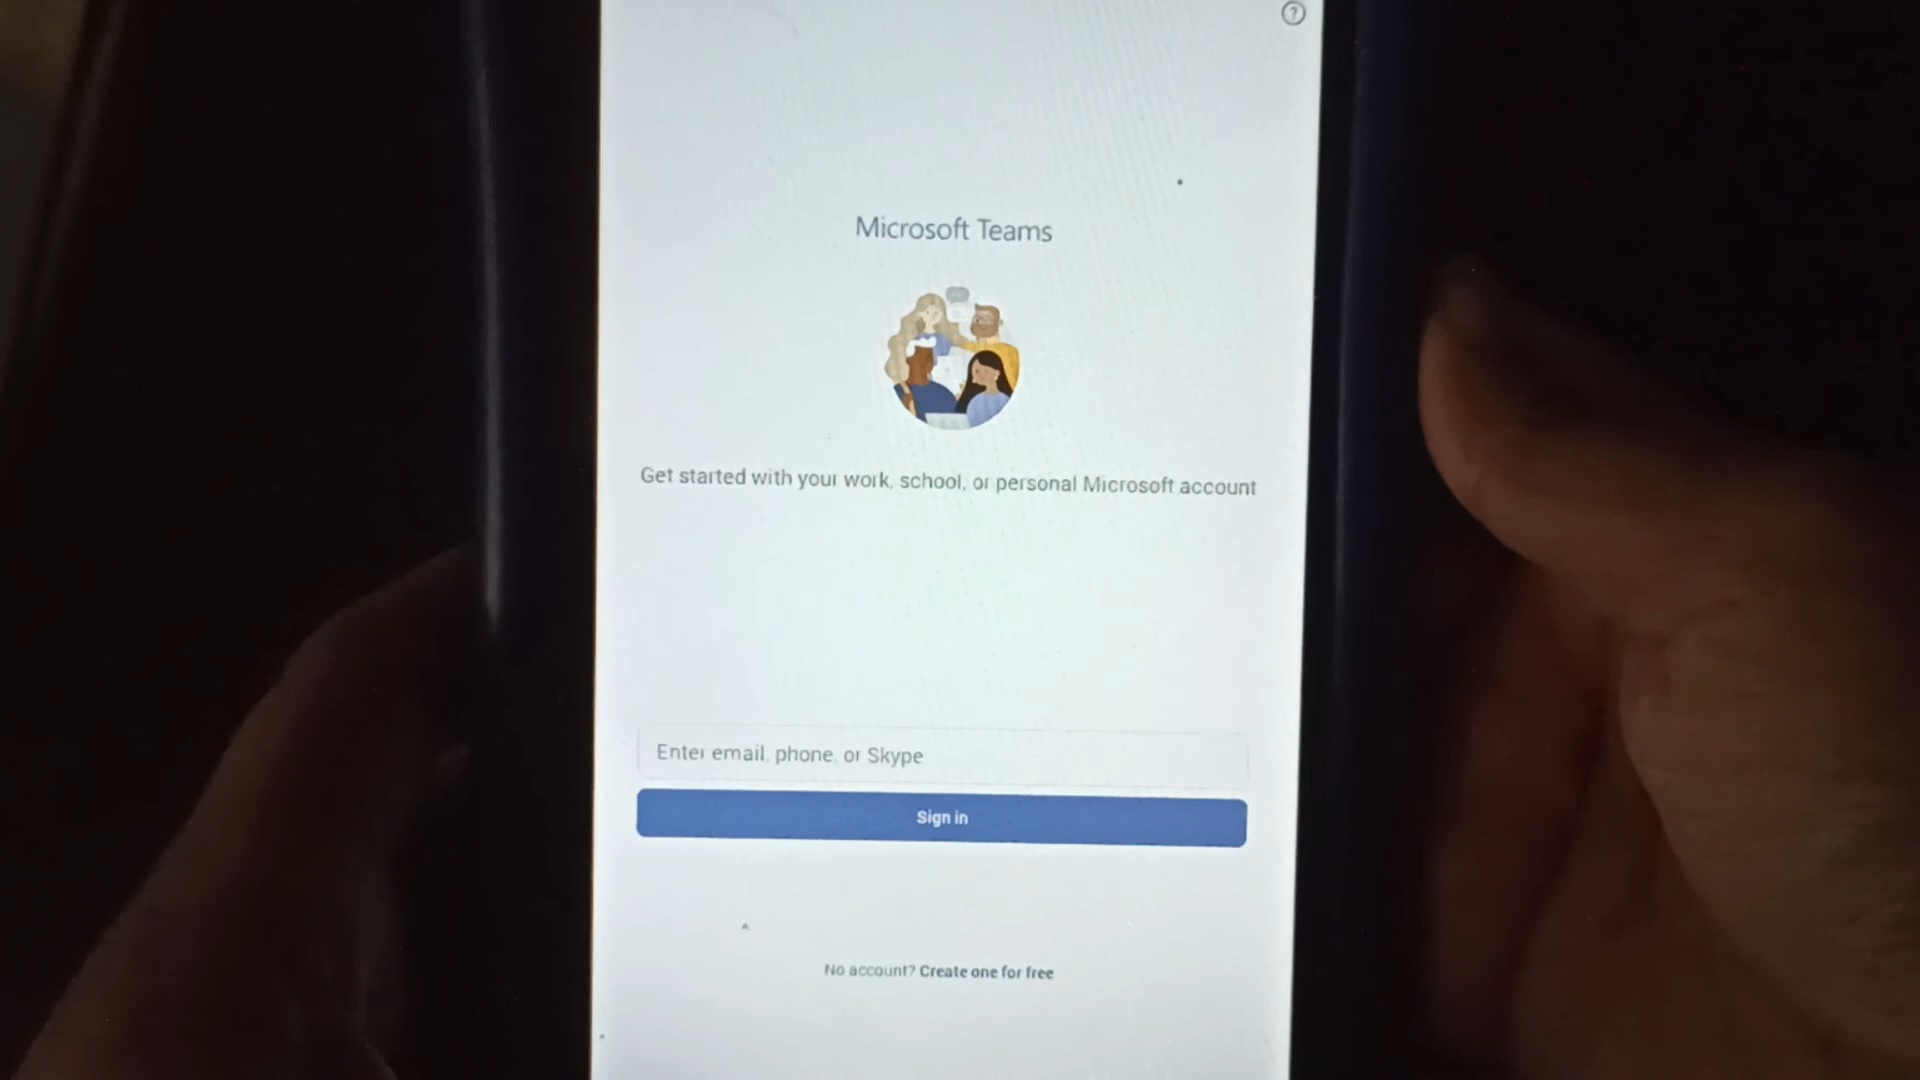 ?
Microsoft Teams
Get started with your work, school, or personal Microsoft account
Enter email, phone, or Skype
Sign in
No account? Create one for free